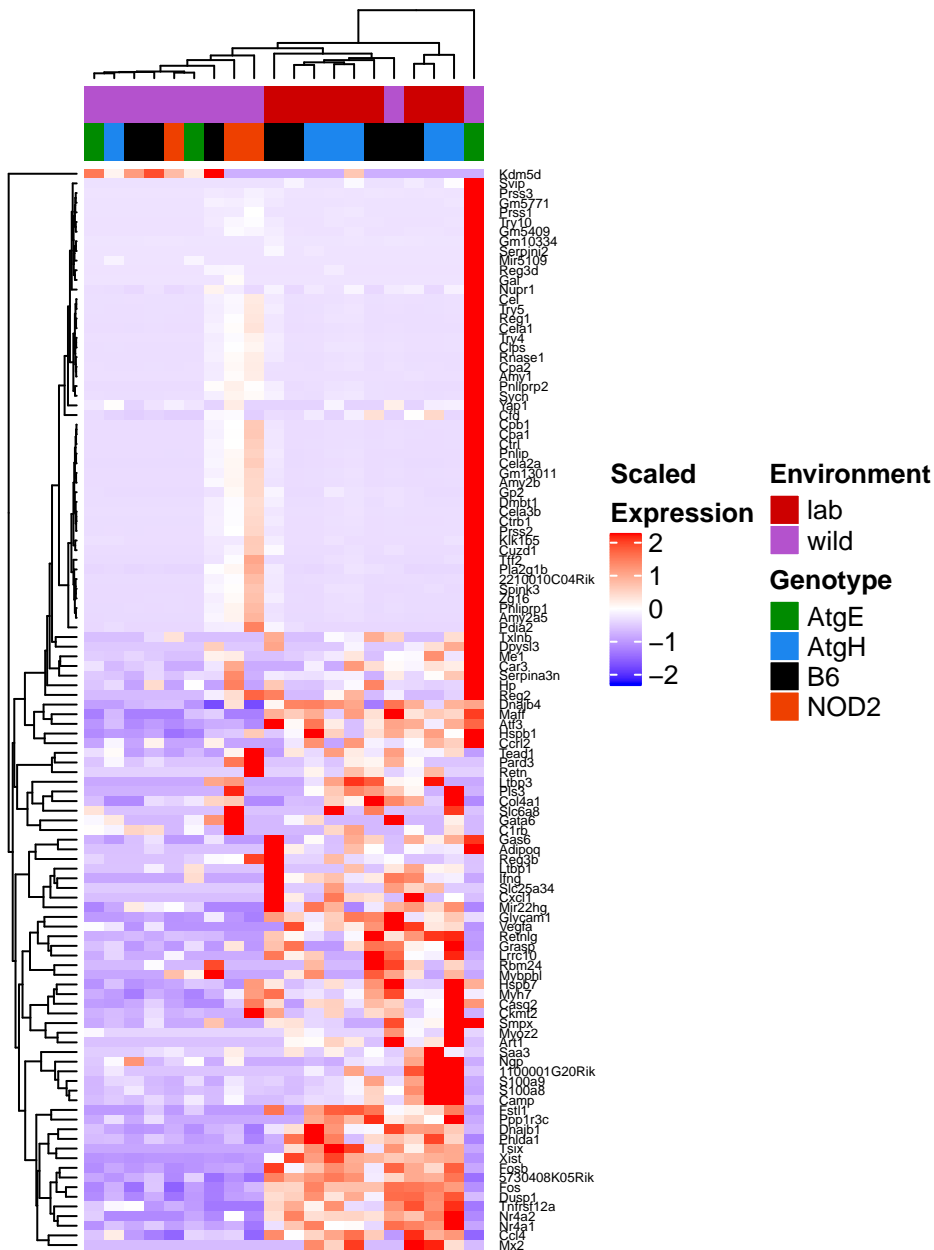 Kdm5d
Svip
Prss3
Gm5771
Prss1
Try10
Gm5409
Gm10334
Serpini2
Mir5109
Reg3d
Gal
Nupr1
Cel
Try5
Reg1
Cela1
Try4
Clps
Rnase1
Cpa2
Amy1
Pnliprp2
Sycn
Yap1
Cfd
Cpb1
Cpa1
Ctrl
Pnlip
Cela2a
Gm13011
Amy2b
Gp2
Dmbt1
Cela3b
Ctrb1
Prss2
Klk1b5
Cuzd1
Tff2
Pla2g1b
2210010C04Rik
Spink3
Zg16
Pnliprp1
Amy2a5
Pdia2
Txlnb
Dpysl3
Me1
Car3
Serpina3n
Hp
Reg2
Dnajb4
Maff
Atf3
Hspb1
Ccrl2
Tead1
Pard3
Retn
Ltbp3
Pls3
Col4a1
Slc6a8
Gata6
C1rb
Gas6
Adipoq
Reg3b
Ltbp1
Ifng
Slc25a34
Cxcl1
Mir22hg
Glycam1
Vegfa
Retnlg
Grasp
Lrrc10
Rbm24
Mybphl
Hspb7
Myh7
Casq2
Ckmt2
Smpx
Myoz2
Art1
Saa3
Ngp
1100001G20Rik
S100a9
S100a8
Camp
Fstl1
Ppp1r3c
Dnajb1
Phlda1
Tsix
Xist
Fosb
5730408K05Rik
Fos
Dusp1
Tnfrsf12a
Nr4a2
Nr4a1
Ccl4
Mx2
Scaled
Expression
2
1
0
−1
−2
Environment
lab
wild
Genotype
AtgE
AtgH
B6
NOD2